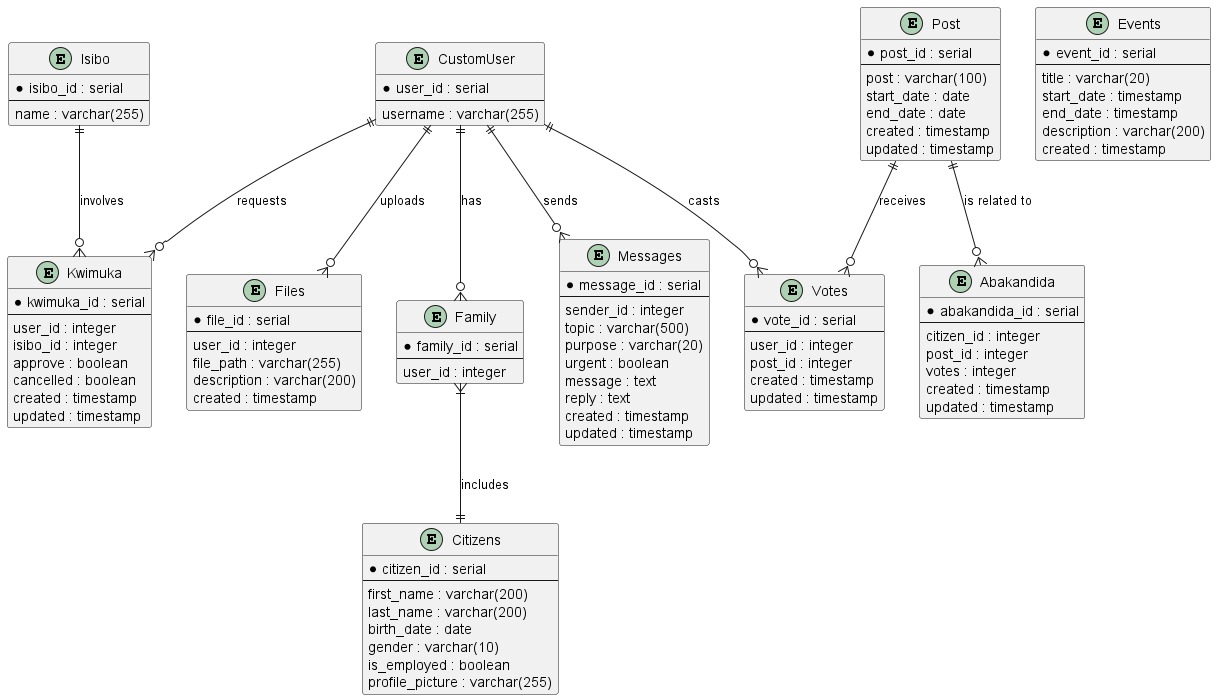 E Isibo
* isibo_id : serial
name : varchar(255)
E CustomUser
* user_id : serial
username : varchar(255)
E Post
* post_id : serial
post : varchar(100)
start_date : date
end_date : date
created : timestamp
updated : timestamp
E Events
* event_id : serial
title : varchar(20)
start_date : timestamp
end_date : timestamp
description : varchar(200)
created : timestamp
involves
requests
uploads
has
sends
casts
receives
is related to
E Kwimuka
* kwimuka_id : serial
user_id : integer
isibo_id : integer
approve : boolean
cancelled : boolean
created : timestamp
updated : timestamp
E Files
* file_id : serial
user_id : integer
file_path : varchar(255)
description : varchar(200)
created : timestamp
E Family
* family_id : serial
user_id : integer
E Messages
* message_id : serial
sender_id : integer
topic : varchar(500)
purpose : varchar(20)
urgent : boolean
message : text
reply : text
created : timestamp
updated : timestamp
E Votes
* vote_id : serial
user_id : integer
post_id : integer
created : timestamp
updated : timestamp
E Abakandida
* abakandida_id : serial
citizen_id : integer
post_id : integer
votes : integer
created : timestamp
updated : timestamp
includes
E Citizens
* citizen_id : serial
first_name : varchar(200)
last_name : varchar(200)
birth_date : date
gender : varchar(10)
is_employed : boolean
profile_picture : varchar(255)